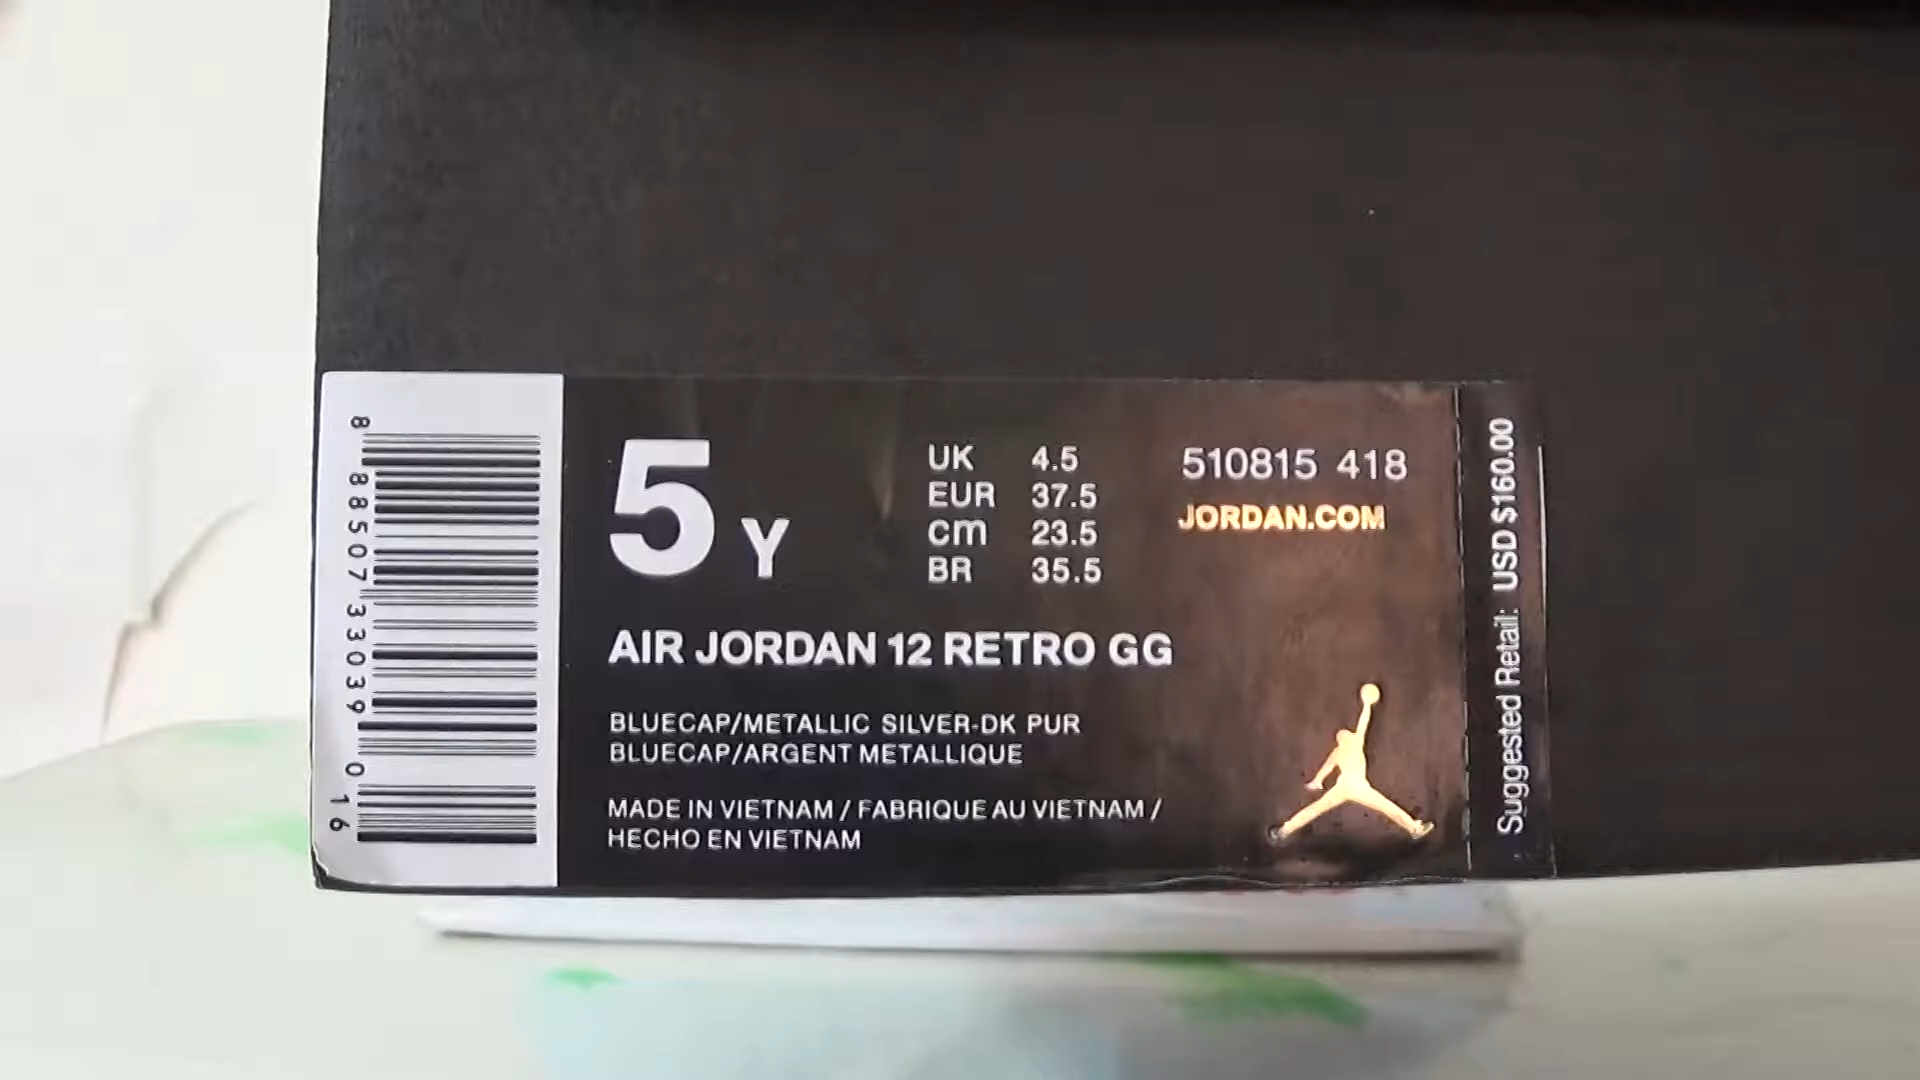 8 88507 33039 0 16
5 Y
UK 4.5
EUR 37.5
cm 23.5
BR 35.5
510815 418
JORDAN.COM
AIR JORDAN 12 RETRO GG
BLUECAP/METALLIC SILVER-DK PUR
BLUECAP/ARGENT METALLIQUE
MADE IN VIETNAM / FABRIQUE AU VIETNAM /
HECHO EN VIETNAM
Suggested Retail: USD $160.00